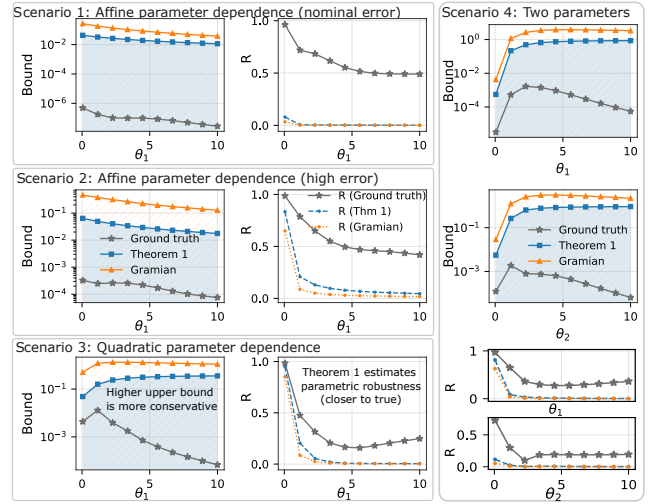 Scenario 1: Affine parameter dependence (nominal error)
Bound
10⁻²
10⁻⁶
0
5
10
θ₁
R
1.0
0.5
0.0
0
5
10
θ₁
Scenario 2: Affine parameter dependence (high error)
Bound
10⁻¹
10⁻²
10⁻³
10⁻⁴
Ground truth
Theorem 1
Gramian
0
5
10
θ₁
R
1.0
0.5
0.0
R (Ground truth)
R (Thm 1)
R (Gramian)
0
5
10
θ₁
Scenario 3: Quadratic parameter dependence
Bound
10⁻¹
10⁻³
Higher upper bound
is more conservative
0
5
10
θ₁
R
1.0
0.5
0.0
Theorem 1 estimates
parametric robustness
(closer to true)
0
5
10
θ₁
Scenario 4: Two parameters
Bound
10⁰
10⁻²
10⁻⁴
0
5
10
θ₁
Bound
10⁻¹
10⁻³
Ground truth
Theorem 1
Gramian
0
5
10
θ₂
R
1
0
0
5
10
θ₁
R
0.5
0.0
0
5
10
θ₂